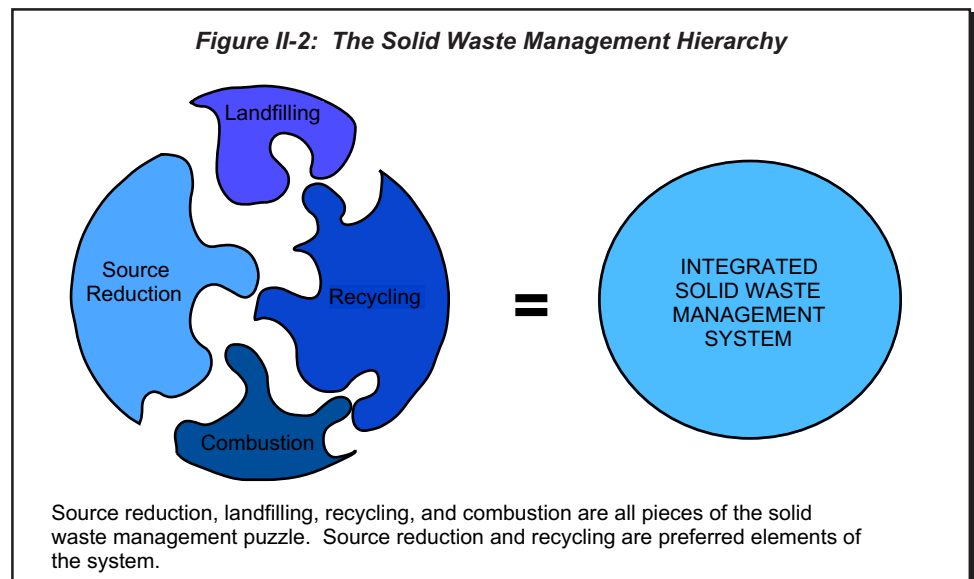 Figure II-2: The Solid Waste Management Hierarchy
Landfilling
Source
Reduction
Recycling
Combustion
=
INTEGRATED
SOLID WASTE
MANAGEMENT
SYSTEM
Source reduction, landfilling, recycling, and combustion are all pieces of the solid
waste management puzzle. Source reduction and recycling are preferred elements of
the system.